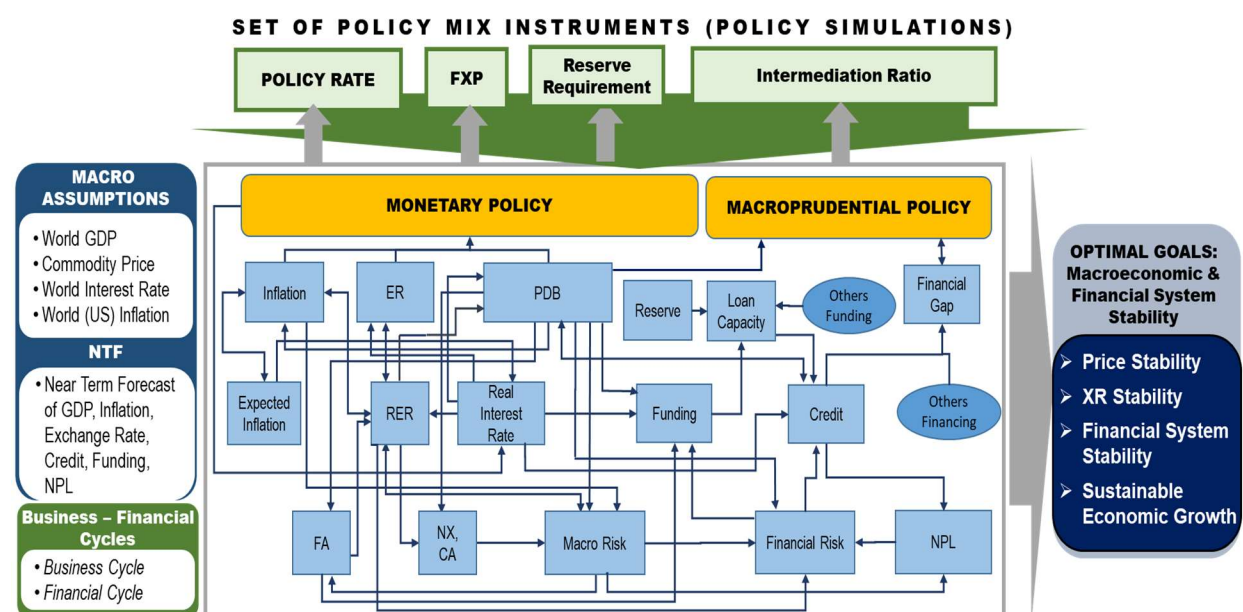 SET OF POLICY MIX INSTRUMENTS (POLICY SIMULATIONS)
POLICY RATE
FXP
Reserve
Requirement
Intermediation Ratio
MACRO
ASSUMPTIONS
• World GDP
• Commodity Price
• World Interest Rate
• World (US) Inflation
NTF
• Near Term Forecast
of GDP, Inflation,
Exchange Rate,
Credit, Funding,
NPL
Business – Financial
Cycles
• Business Cycle
• Financial Cycle
MONETARY POLICY
MACROPRUDENTIAL POLICY
Inflation
ER
PDB
Reserve
Loan
Capacity
Others
Funding
Financial
Gap
Expected
Inflation
RER
Real
Interest
Rate
Funding
Credit
Others
Financing
FA
NX,
CA
Macro Risk
Financial Risk
NPL
OPTIMAL GOALS:
Macroeconomic &
Financial System
Stability
➢ Price Stability
➢ XR Stability
➢ Financial System
Stability
➢ Sustainable
Economic Growth